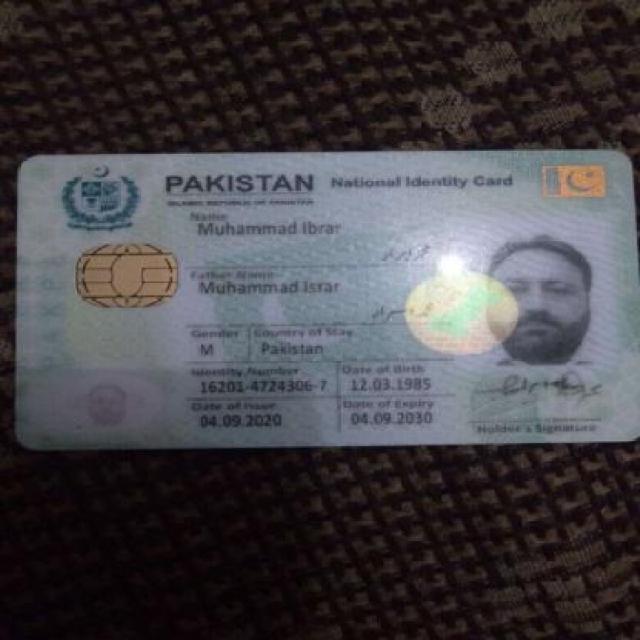 PAKISTAN National Identity Card
ISLAMIC REPUBLIC OF PAKISTAN
Name
Muhammad Ibrar
Father Name
Muhammad Israr
Gender Country of Stay
M Pakistan
Identity Number Date of Birth
16201-4724306-7 12.03.1985
Date of Issue Date of Expiry
04.09.2020 04.09.2030
Holder's Signature